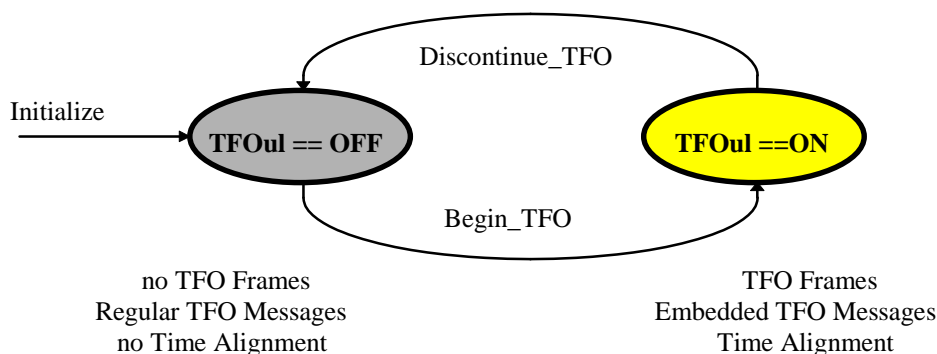 Discontinue_TFO
Initialize
TFOul == OFF
TFOul ==ON
Begin_TFO
no TFO Frames
Regular TFO Messages
no Time Alignment
TFO Frames
Embedded TFO Messages
Time Alignment